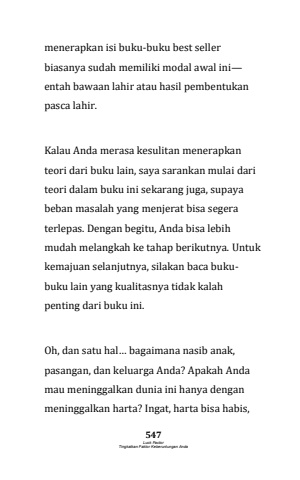 menerapkan isi buku-buku best seller
biasanya sudah memiliki modal awal ini—
entah bawaan lahir atau hasil pembentukan
pasca lahir.
Kalau Anda merasa kesulitan menerapkan
teori dari buku lain, saya sarankan mulai dari
teori dalam buku ini sekarang juga, supaya
beban masalah yang menjerat bisa segera
terlepas. Dengan begitu, Anda bisa lebih
mudah melangkah ke tahap berikutnya. Untuk
kemajuan selanjutnya, silakan baca buku-
buku lain yang kualitasnya tidak kalah
penting dari buku ini.
Oh, dan satu hal… bagaimana nasib anak,
pasangan, dan keluarga Anda? Apakah Anda
mau meninggalkan dunia ini hanya dengan
meninggalkan harta? Ingat, harta bisa habis,
547
Luck Factor
Tingkatkan Faktor Keberuntungan Anda